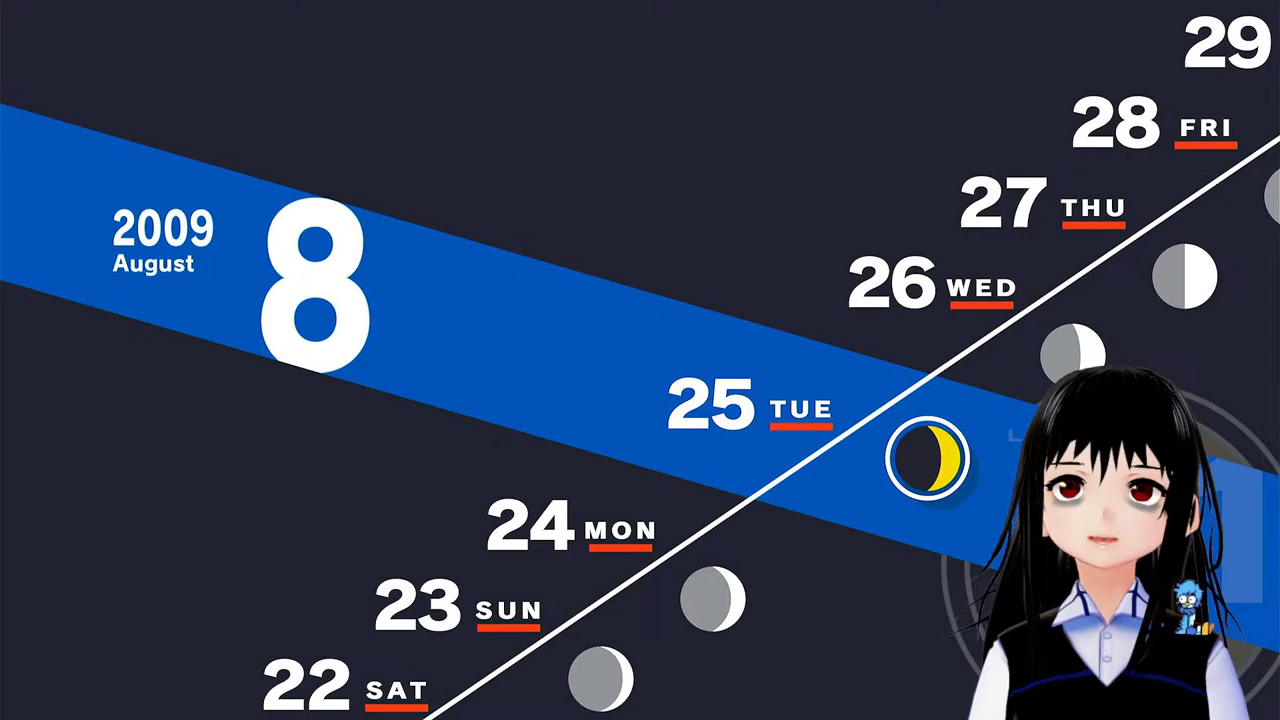 29
28 FRI
27 THU
26 WED
2009
August
8
25 TUE
24 MON
23 SUN
22 SAT